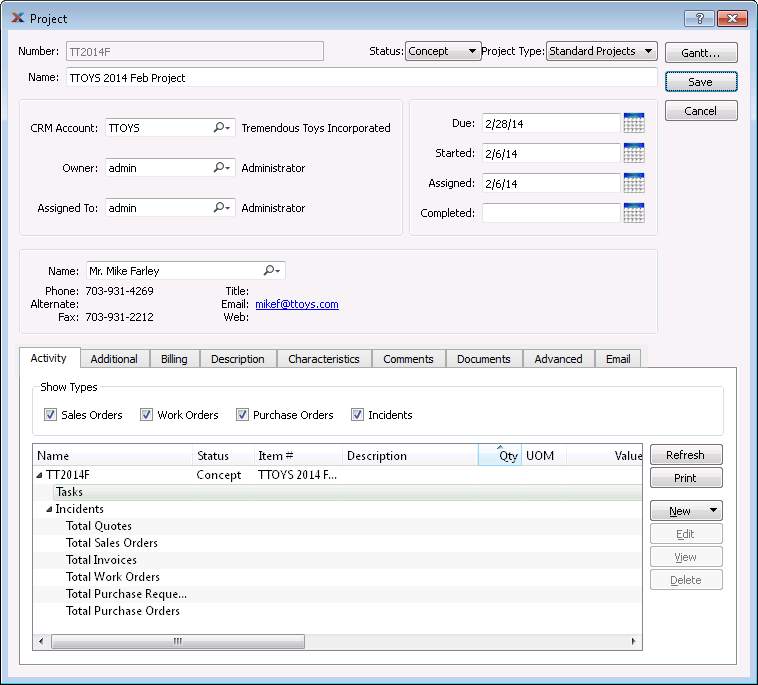 Project
Number: TT2014F Status: Concept Project Type: Standard Projects Gantt...
Name: TTOYS 2014 Feb Project Save
Cancel
CRM Account: TTOYS Tremendous Toys Incorporated
Owner: admin Administrator
Assigned To: admin Administrator
Due: 2/28/14
Started: 2/6/14
Assigned: 2/6/14
Completed:
Name: Mr. Mike Farley
Phone: 703-931-4269 Title:
Alternate: Email: mikef@ttoys.com
Fax: 703-931-2212 Web:
Activity Additional Billing Description Characteristics Comments Documents Advanced Email
Show Types
Sales Orders Work Orders Purchase Orders Incidents
Name Status Item # Description Qty UOM Value
TT2014F Concept TTOYS 2014 F...
Tasks
Incidents
Total Quotes
Total Sales Orders
Total Invoices
Total Work Orders
Total Purchase Reque...
Total Purchase Orders
Refresh
Print
New
Edit
View
Delete